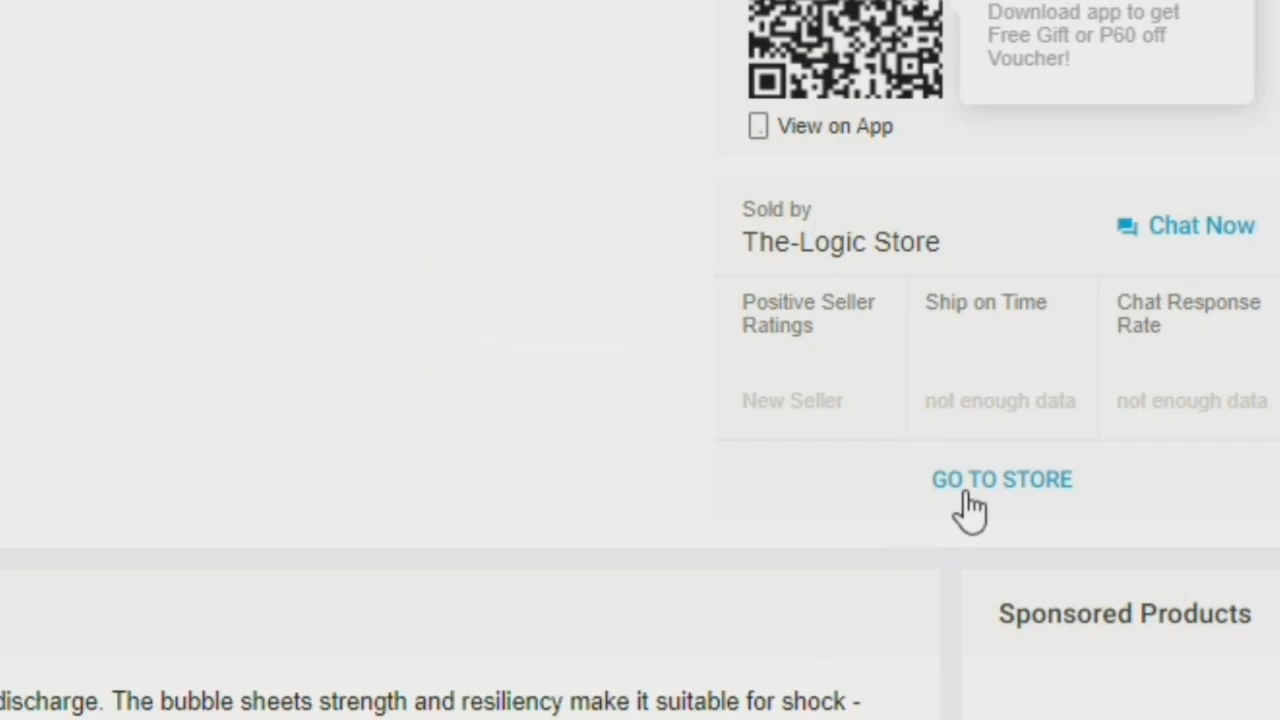 Download app to get
Free Gift or P60 off
Voucher!
View on App
Sold by
The-Logic Store
Chat Now
Positive Seller
Ratings
Ship on Time
Chat Response
Rate
New Seller
not enough data
not enough data
GO TO STORE
Sponsored Products
discharge. The bubble sheets strength and resiliency make it suitable for shock -